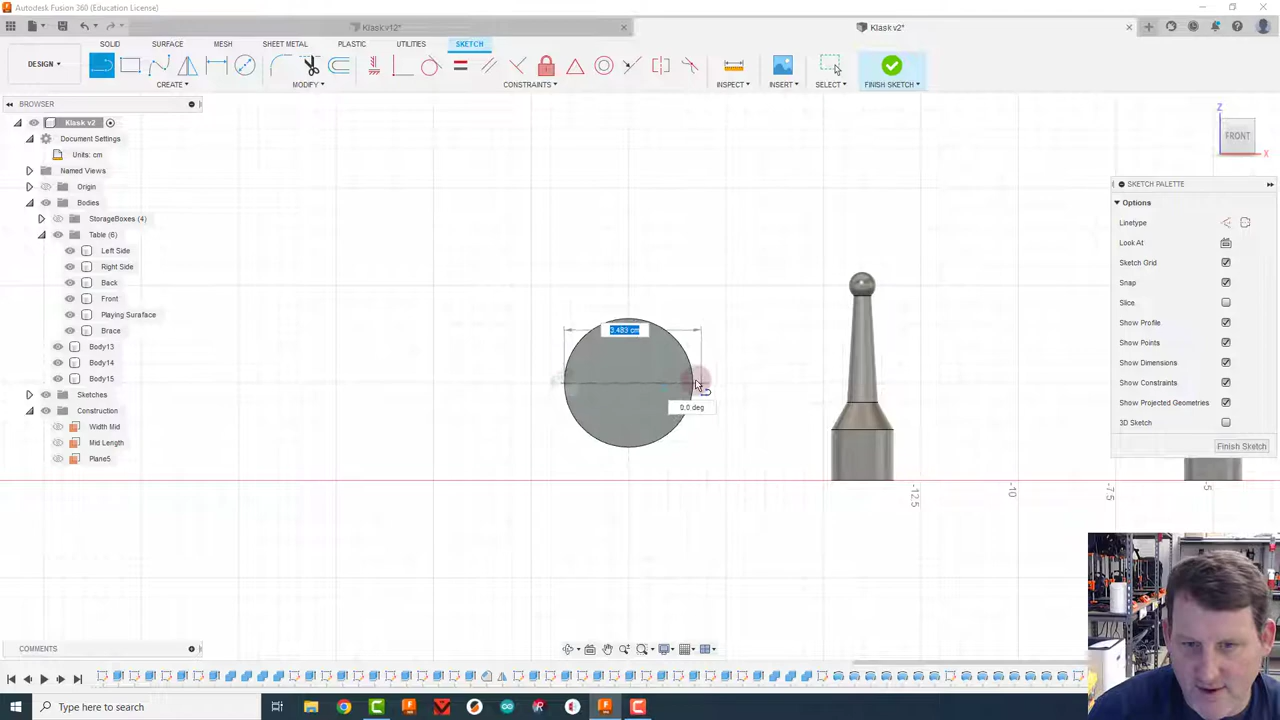 Autodesk Fusion 360 (Education License)
Klask v12*
Klask v2*
DESIGN
SOLID
SURFACE
MESH
SHEET METAL
PLASTIC
UTILITIES
SKETCH
CREATE
MODIFY
CONSTRAINTS
INSPECT
INSERT
SELECT
FINISH SKETCH
BROWSER
Klask v2
Document Settings
Units: cm
Named Views
Origin
Bodies
StorageBoxes (4)
Table (6)
Left Side
Right Side
Back
Front
Playing Suraface
Brace
Body13
Body14
Body15
Sketches
Construction
Width Mid
Mid Length
Plane5
3.483 cm
0.0 deg
-12.5
-10
-7.5
-5
Z
FRONT
X
SKETCH PALETTE
Options
Linetype
Look At
Sketch Grid
Snap
Slice
Show Profile
Show Points
Show Dimensions
Show Constraints
Show Projected Geometries
3D Sketch
Finish Sketch
COMMENTS
Type here to search